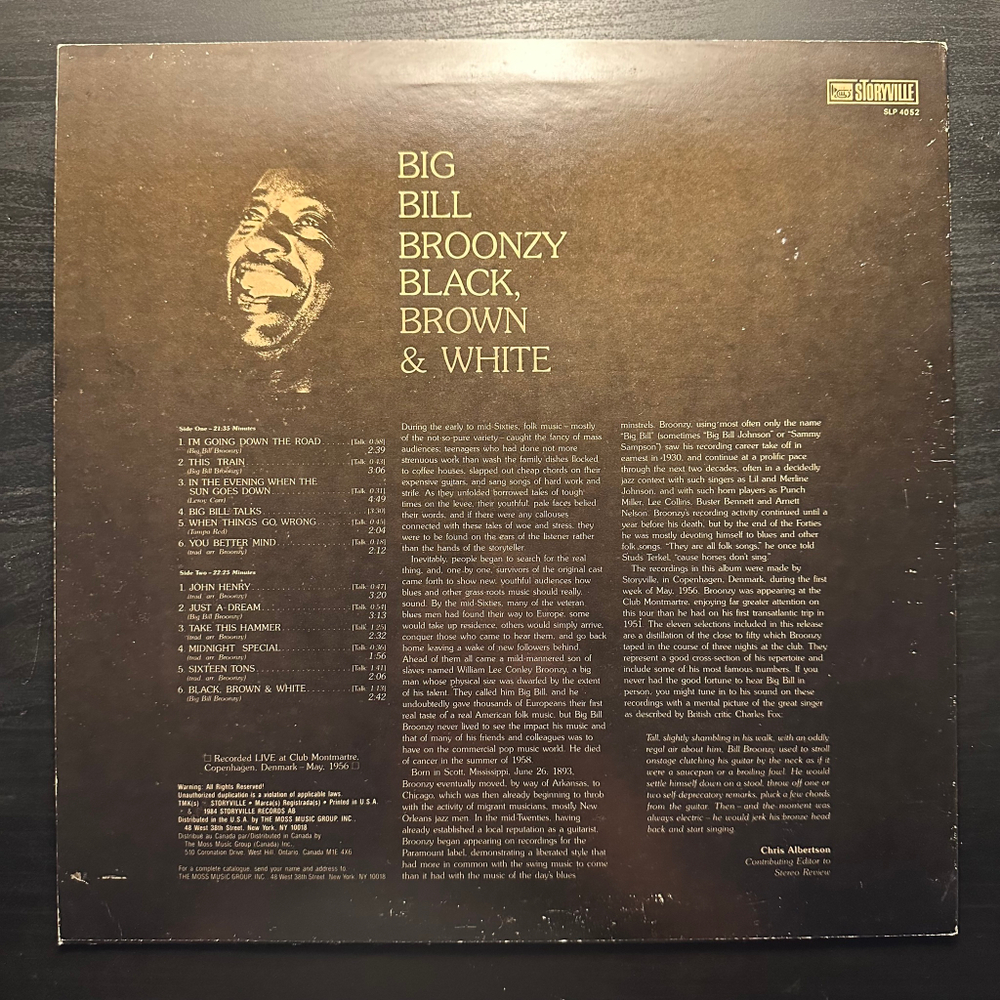 STORYVILLE
SLP 4052
BIG
BILL
BROONZY
BLACK,
BROWN
& WHITE
Side One – 21:35 Minutes
1. I'M GOING DOWN THE ROAD [Talk 0:58]
(Big Bill Broonzy) 2:39
2. THIS TRAIN [Talk 0:43]
(Big Bill Broonzy) 3:06
3. IN THE EVENING WHEN THE
SUN GOES DOWN [Talk 0:31]
(Leroy Carr) 4:49
4. BIG BILL TALKS [3:30]
5. WHEN THINGS GO WRONG [Talk 0:45]
(Tampa Red) 2:04
6. YOU BETTER MIND [Talk 0:18]
(trad. arr. Broonzy) 2:12
Side Two – 22:25 Minutes
1. JOHN HENRY [Talk 0:47]
(trad. arr. Broonzy) 3:20
2. JUST A-DREAM [Talk 0:54]
(Big Bill Broonzy) 3:13
3. TAKE THIS HAMMER [Talk 1:25]
(trad. arr. Broonzy) 2:32
4. MIDNIGHT SPECIAL [Talk 0:36]
(trad. arr. Broonzy) 1:56
5. SIXTEEN TONS [Talk 1:41]
(trad. arr. Broonzy) 2:06
6. BLACK, BROWN & WHITE [Talk 1:13]
(Big Bill Broonzy) 2:42
□ Recorded LIVE at Club Montmartre,
Copenhagen, Denmark – May, 1956 □
Warning: All Rights Reserved!
Unauthorized duplication is a violation of applicable laws.
TMK(s) STORYVILLE • Marca(s) Registrada(s) • Printed in U.S.A.
& 1984 STORYVILLE RECORDS AB
Distributed in the U.S.A. by THE MOSS MUSIC GROUP, INC.,
48 West 38th Street, New York, NY 10018
Distribué au Canada par/Distributed in Canada by
The Moss Music Group (Canada) Inc.,
510 Coronation Drive, West Hill, Ontario, Canada M1E 4X6
For a complete catalogue, send your name and address to:
THE MOSS MUSIC GROUP, INC., 48 West 38th Street, New York, NY 10018
During the early to mid-Sixties, folk music – mostly
of the not-so-pure variety – caught the fancy of mass
audiences; teenagers who had done not more
strenuous work than wash the family dishes flocked
to coffee houses, slapped out cheap chords on their
expensive guitars, and sang songs of hard work and
strife. As they unfolded borrowed tales of tough
times on the levee, their youthful, pale faces belied
their words, and if there were any callouses
connected with these tales of woe and stress, they
were to be found on the ears of the listener rather
than the hands of the storyteller.
Inevitably, people began to search for the real
thing, and, one by one, survivors of the original cast
came forth to show new, youthful audiences how
blues and other grass-roots music should really
sound. By the mid-Sixties, many of the veteran
blues men had found their way to Europe, some
would take up residence, others would simply arrive,
conquer those who came to hear them, and go back
home leaving a wake of new followers behind.
Ahead of them all came a mild-mannered son of
slaves named William Lee Conley Broonzy, a big
man whose physical size was dwarfed by the extent
of his talent. They called him Big Bill, and he
undoubtedly gave thousands of Europeans their first
real taste of a real American folk music, but Big Bill
Broonzy never lived to see the impact his music and
that of many of his friends and colleagues was to
have on the commercial pop music world. He died
of cancer in the summer of 1958.
Born in Scott, Mississippi, June 26, 1893,
Broonzy eventually moved, by way of Arkansas, to
Chicago, which was then already beginning to throb
with the activity of migrant musicians, mostly New
Orleans jazz men. In the mid-Twenties, having
already established a local reputation as a guitarist,
Broonzy began appearing on recordings for the
Paramount label, demonstrating a liberated style that
had more in common with the swing music to come
than it had with the music of the day's blues
minstrels. Broonzy, using most often only the name
"Big Bill" (sometimes "Big Bill Johnson" or "Sammy
Sampson") saw his recording career take off in
earnest in 1930, and continue at a prolific pace
through the next two decades, often in a decidedly
jazz context with such singers as Lil and Merline
Johnson, and with such horn players as Punch
Miller, Lee Collins, Buster Bennett and Arnett
Nelson. Broonzy's recording activity continued until a
year before his death, but by the end of the Forties
he was mostly devoting himself to blues and other
folk songs. "They are all folk songs," he once told
Studs Terkel, "cause horses don't sing."
The recordings in this album were made by
Storyville, in Copenhagen, Denmark, during the first
week of May, 1956. Broonzy was appearing at the
Club Montmartre, enjoying far greater attention on
this tour than he had on his first transatlantic trip in
1951. The eleven selections included in this release
are a distillation of the close to fifty which Broonzy
taped in the course of three nights at the club. They
represent a good cross-section of his repertoire and
include some of his most famous numbers. If you
never had the good fortune to hear Big Bill in
person, you might tune in to his sound on these
recordings with a mental picture of the great singer
as described by British critic Charles Fox:
Tall, slightly shambling in his walk, with an oddly
regal air about him, Bill Broonzy used to stroll
onstage clutching his guitar by the neck as if it
were a saucepan or a broiling fowl. He would
settle himself down on a stool, throw off one or
two self-deprecatory remarks, pluck a few chords
from the guitar. Then – and the moment was
always electric – he would jerk his bronze head
back and start singing.
Chris Albertson
Contributing Editor to
Stereo Review